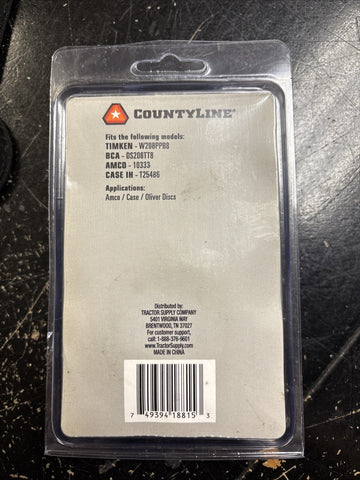 COUNTYLINE®
Fits the following models:
TIMKEN - W208PPB8
BCA - DS208TT8
AMCO - 10333
CASE IH - T25486
Applications:
Amco / Case / Oliver Discs
Distributed by:
TRACTOR SUPPLY COMPANY
5401 VIRGINIA WAY
BRENTWOOD, TN 37027
For customer support,
call: 1-888-376-9601
www.TractorSupply.com
MADE IN CHINA
7 49394 18815 3